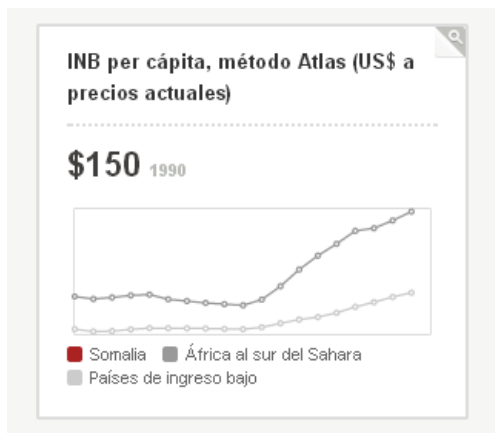 INB per cápita, método Atlas (US$ a
precios actuales)
$150 1990
Somalia África al sur del Sahara
Países de ingreso bajo